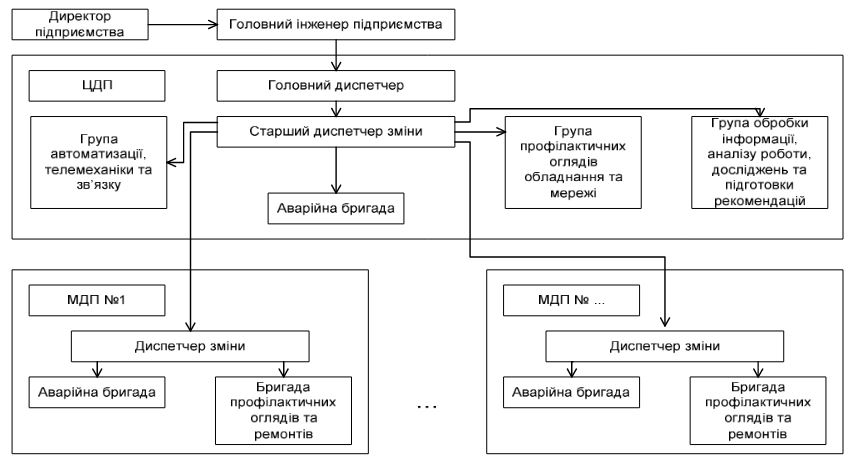 Директор
підприємства
Головний інженер підприємства
ЦДП
Головний диспетчер
Старший диспетчер зміни
Група
автоматизації,
телемеханіки та
зв’язку
Аварійна бригада
Група
профілактичних
оглядів
обладнання та
мережі
Група обробки
інформації,
аналізу роботи,
досліджень та
підготовки
рекомендацій
МДП №1
Диспетчер зміни
Аварійна бригада
Бригада
профілактичних
оглядів та
ремонтів
...
МДП № ...
Диспетчер зміни
Аварійна бригада
Бригада
профілактичних
оглядів та
ремонтів